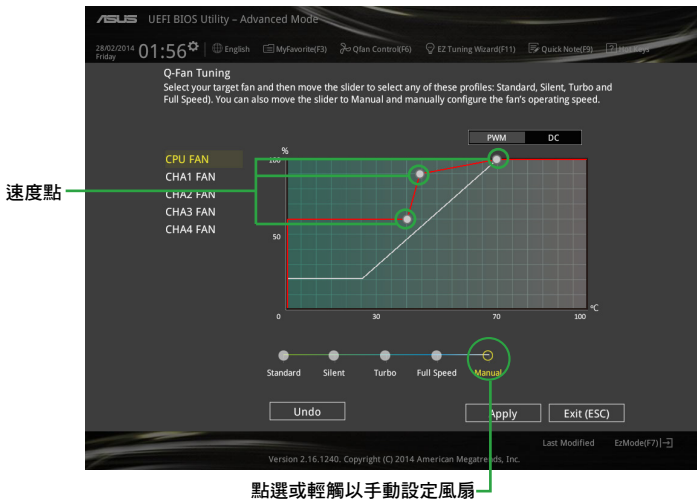 ASUS UEFI BIOS Utility – Advanced Mode
28/02/2014 Friday 01:56 English MyFavorite(F3) Qfan Control(F6) EZ Tuning Wizard(F11) Quick Note(F9) ? Hot Keys
Q-Fan Tuning
Select your target fan and then move the slider to select any of these profiles: Standard, Silent, Turbo and
Full Speed). You can also move the slider to Manual and manually configure the fan's operating speed.
PWM DC
%
CPU FAN 100
CHA1 FAN
速度點
CHA2 FAN
CHA3 FAN
CHA4 FAN
50
°C
0 30 70 100
Standard Silent Turbo Full Speed Manual
Undo Apply Exit (ESC)
Last Modified EzMode(F7)
Version 2.16.1240. Copyright (C) 2014 American Megatrends, Inc.
點選或輕觸以手動設定風扇